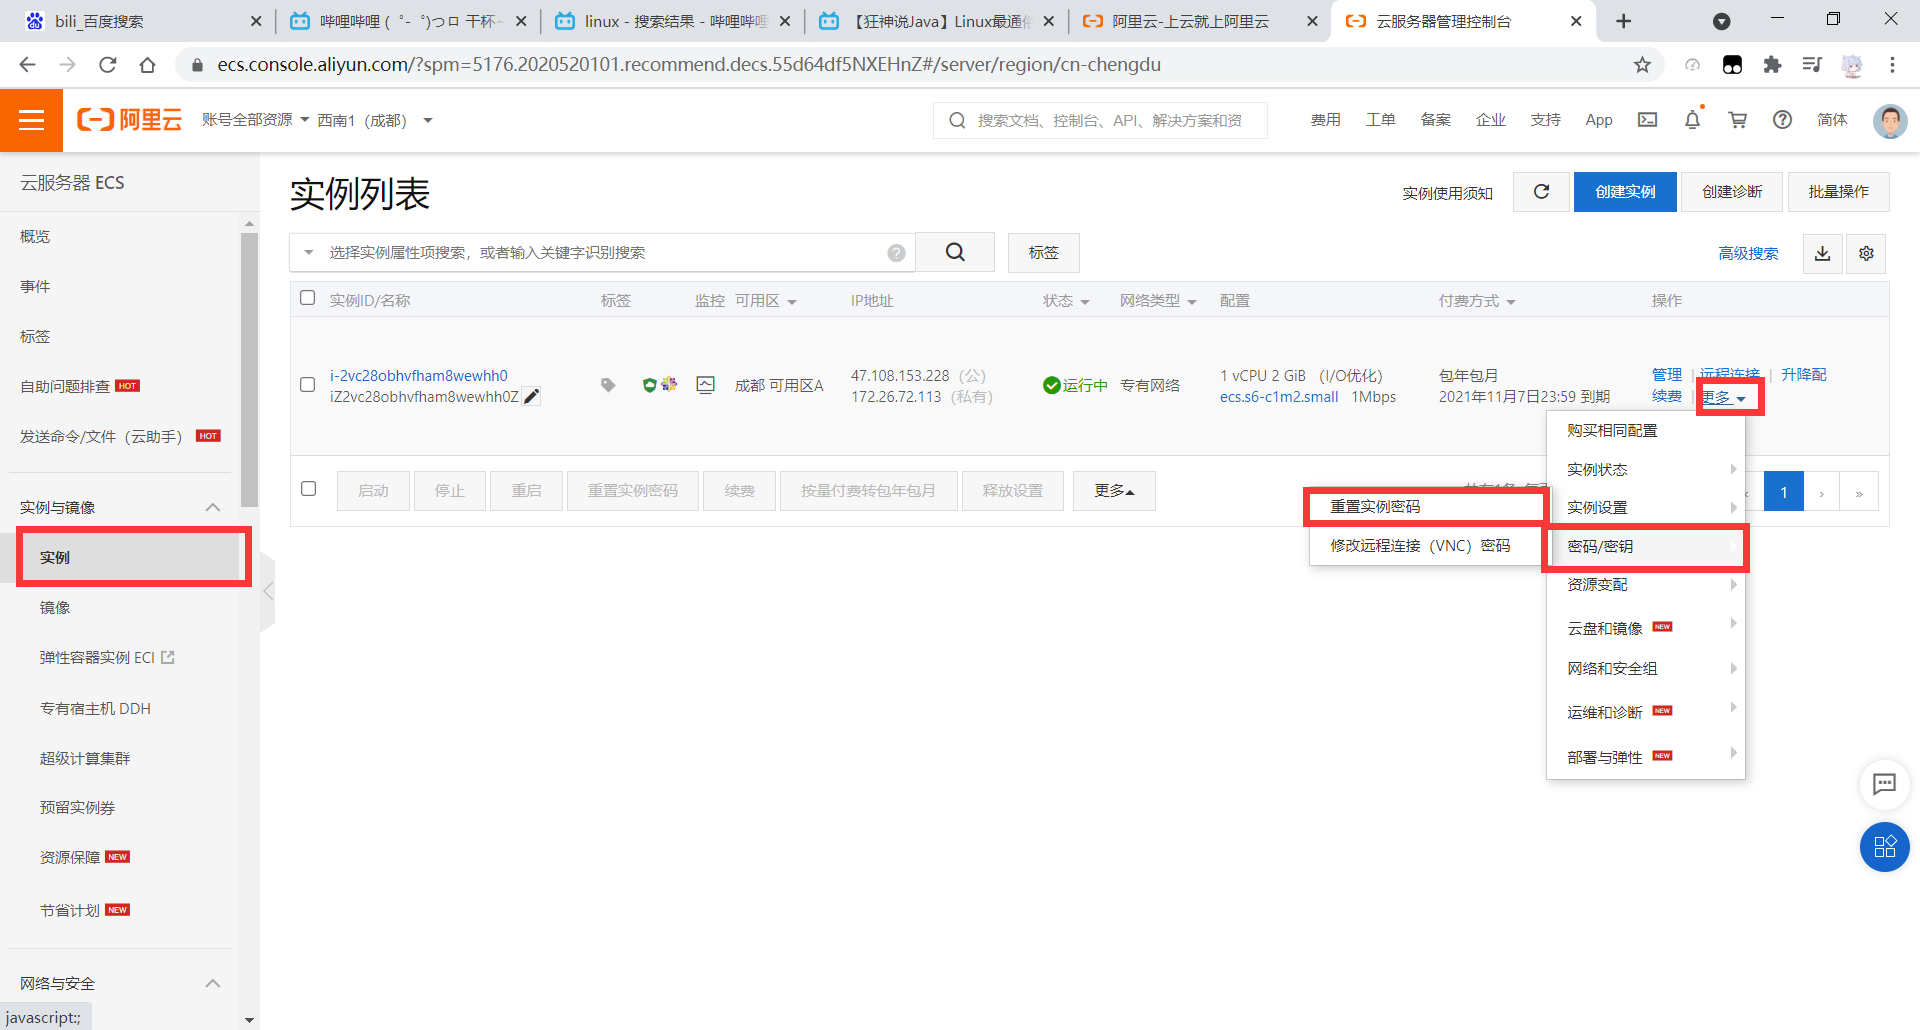 bili_百度搜索
哔哩哔哩 ( ゜- ゜)つロ 干杯~
linux - 搜索结果 - 哔哩哔哩
【狂神说Java】Linux最通俗
阿里云-上云就上阿里云
云服务器管理控制台
ecs.console.aliyun.com/?spm=5176.2020520101.recommend.decs.55d64df5NXEHnZ#/server/region/cn-chengdu
阿里云
账号全部资源
西南1（成都）
搜索文档、控制台、API、解决方案和资
费用
工单
备案
企业
支持
App
简体
云服务器 ECS
概览
事件
标签
自助问题排查 HOT
发送命令/文件（云助手） HOT
实例与镜像
实例
镜像
弹性容器实例 ECI
专有宿主机 DDH
超级计算集群
预留实例券
资源保障 NEW
节省计划 NEW
网络与安全
javascript:;
实例列表
实例使用须知
创建实例
创建诊断
批量操作
选择实例属性项搜索，或者输入关键字识别搜索
标签
高级搜索
实例ID/名称
标签
监控
可用区
IP地址
状态
网络类型
配置
付费方式
操作
i-2vc28obhvfham8wewhh0
iZ2vc28obhvfham8wewhh0Z
成都 可用区A
47.108.153.228（公）
172.26.72.113（私有）
运行中
专有网络
1 vCPU 2 GiB （I/O优化）
ecs.s6-c1m2.small 1Mbps
包年包月
2021年11月7日23:59 到期
管理 | 远程连接 | 升降配
续费 | 更多
启动
停止
重启
重置实例密码
续费
按量付费转包年包月
释放设置
更多
1
›
»
购买相同配置
实例状态
实例设置
密码/密钥
资源变配
云盘和镜像 NEW
网络和安全组
运维和诊断 NEW
部署与弹性 NEW
重置实例密码
修改远程连接（VNC）密码